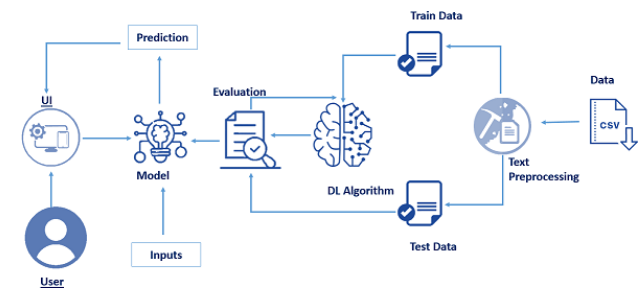 Train Data
Prediction
Data
Evaluation
UI
CSV
Text
Preprocessing
Model
DL Algorithm
Test Data
Inputs
User